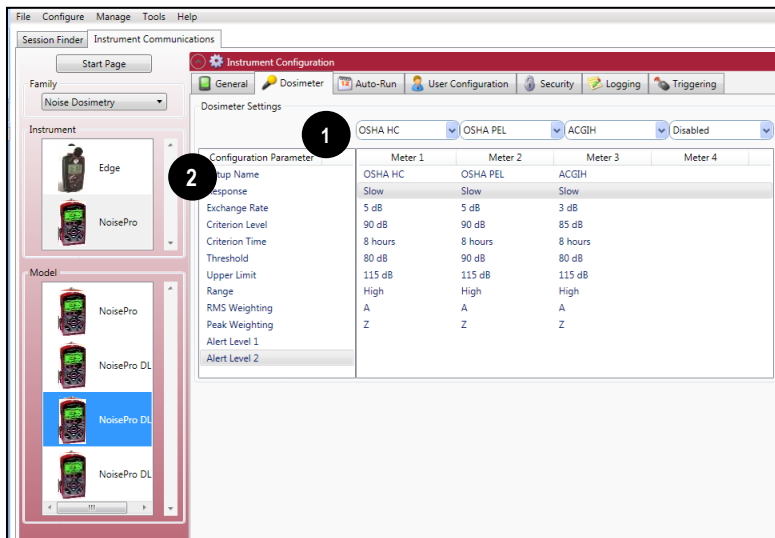 File Configure Manage Tools Help
Session Finder Instrument Communications
Start Page
Family
Noise Dosimetry
Instrument
Edge
NoisePro
Model
NoisePro
NoisePro DL
NoisePro DL
NoisePro DL
Instrument Configuration
General Dosimeter 12 Auto-Run User Configuration Security Logging Triggering
Dosimeter Settings
1
OSHA HC OSHA PEL ACGIH Disabled
2
Configuration Parameter Meter 1 Meter 2 Meter 3 Meter 4
tup Name OSHA HC OSHA PEL ACGIH
Response Slow Slow Slow
Exchange Rate 5 dB 5 dB 3 dB
Criterion Level 90 dB 90 dB 85 dB
Criterion Time 8 hours 8 hours 8 hours
Threshold 80 dB 90 dB 80 dB
Upper Limit 115 dB 115 dB 115 dB
Range High High High
RMS Weighting A A A
Peak Weighting Z Z Z
Alert Level 1
Alert Level 2